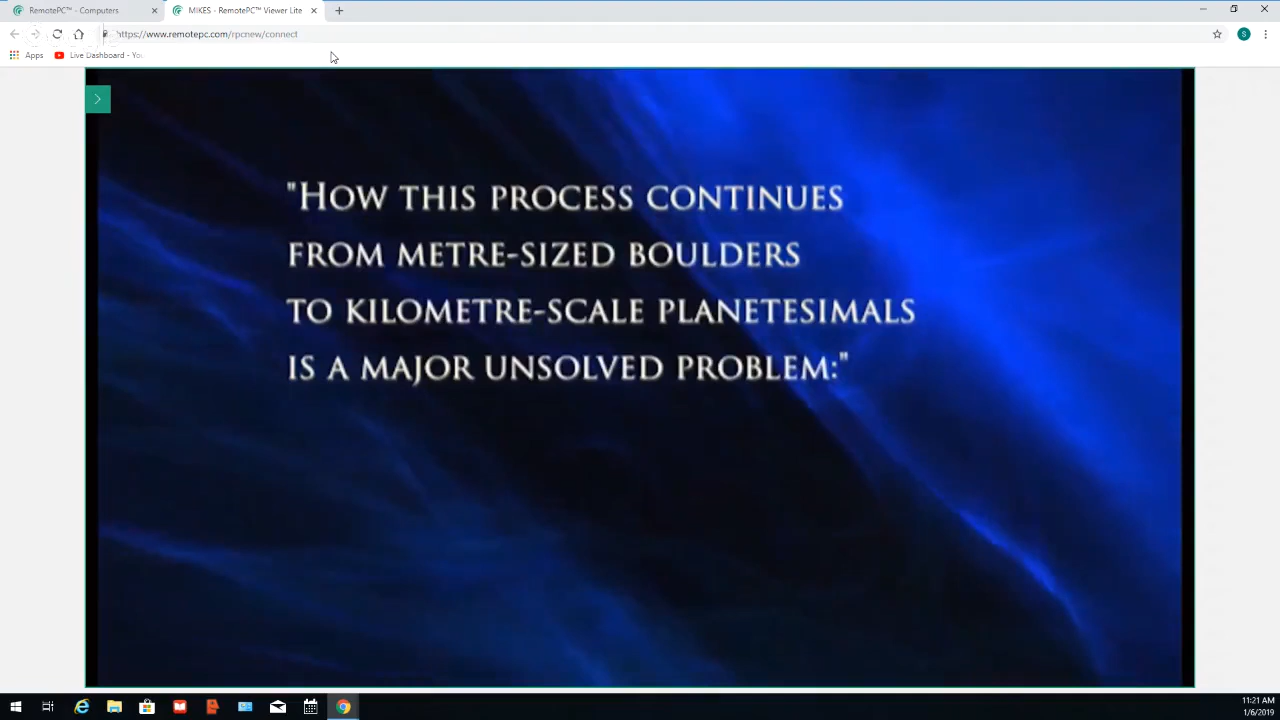 RemotePC™ - Computers
MIKES - RemotePC™ Viewer Lite
https://www.remotepc.com/rpcnew/connect
S
Apps
Live Dashboard - You
"HOW THIS PROCESS CONTINUES
FROM METRE-SIZED BOULDERS
TO KILOMETRE-SCALE PLANETESIMALS
IS A MAJOR UNSOLVED PROBLEM:"
11:21 AM
1/6/2019